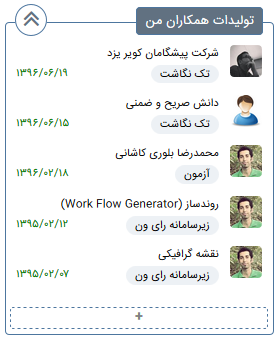 تولیدات همکاران من
شرکت پیشگامان کویر یزد
تک نگاشت
۱۳۹۶/۰۶/۱۹
دانش صریح و ضمنی
تک نگاشت
۱۳۹۶/۰۶/۱۵
محمدرضا بلوری کاشانی
آزمون
۱۳۹۶/۰۲/۱۸
روندساز (Work Flow Generator)
زیرسامانه رای ون
۱۳۹۵/۰۲/۱۲
نقشه گرافیکی
زیرسامانه رای ون
۱۳۹۵/۰۲/۰۷
+